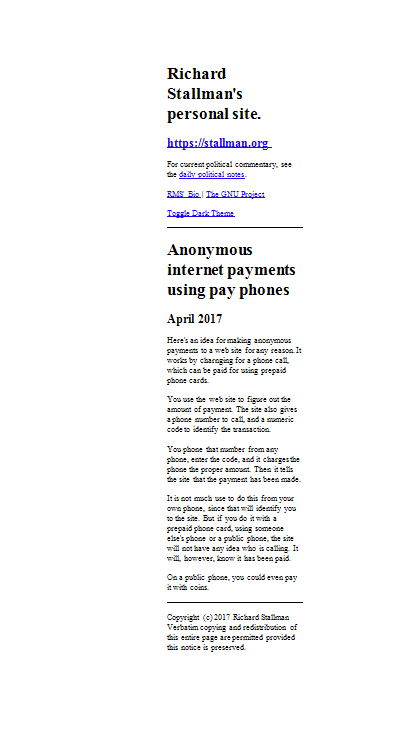 Richard
Stallman's
personal site.
https://stallman.org
For current political commentary, see
the daily political notes.
RMS' Bio | The GNU Project
Toggle Dark Theme
Anonymous
internet payments
using pay phones
April 2017
Here's an idea for making anonymous
payments to a web site for any reason. It
works by charnging for a phone call,
which can be paid for using prepaid
phone cards.
You use the web site to figure out the
amount of payment. The site also gives
a phone number to call, and a numeric
code to identify the transaction.
You phone that number from any
phone, enter the code, and it charges the
phone the proper amount. Then it tells
the site that the payment has been made.
It is not much use to do this from your
own phone, since that will identify you
to the site. But if you do it with a
prepaid phone card, using someone
else's phone or a public phone, the site
will not have any idea who is calling. It
will, however, know it has been paid.
On a public phone, you could even pay
it with coins.
Copyright (c) 2017 Richard Stallman
Verbatim copying and redistribution of
this entire page are permitted provided
this notice is preserved.